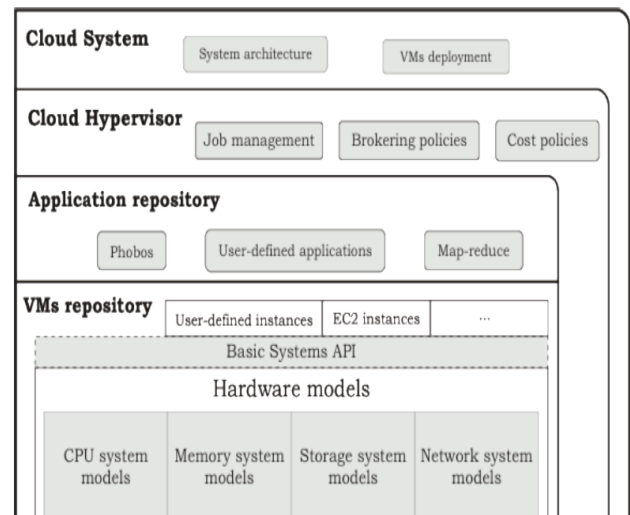 Cloud System
System architecture
VMs deployment
Cloud Hypervisor
Job management
Brokering policies
Cost policies
Application repository
Phobos
User-defined applications
Map-reduce
VMs repository
User-defined instances
EC2 instances
...
Basic Systems API
Hardware models
CPU system
models
Memory system
models
Storage system
models
Network system
models